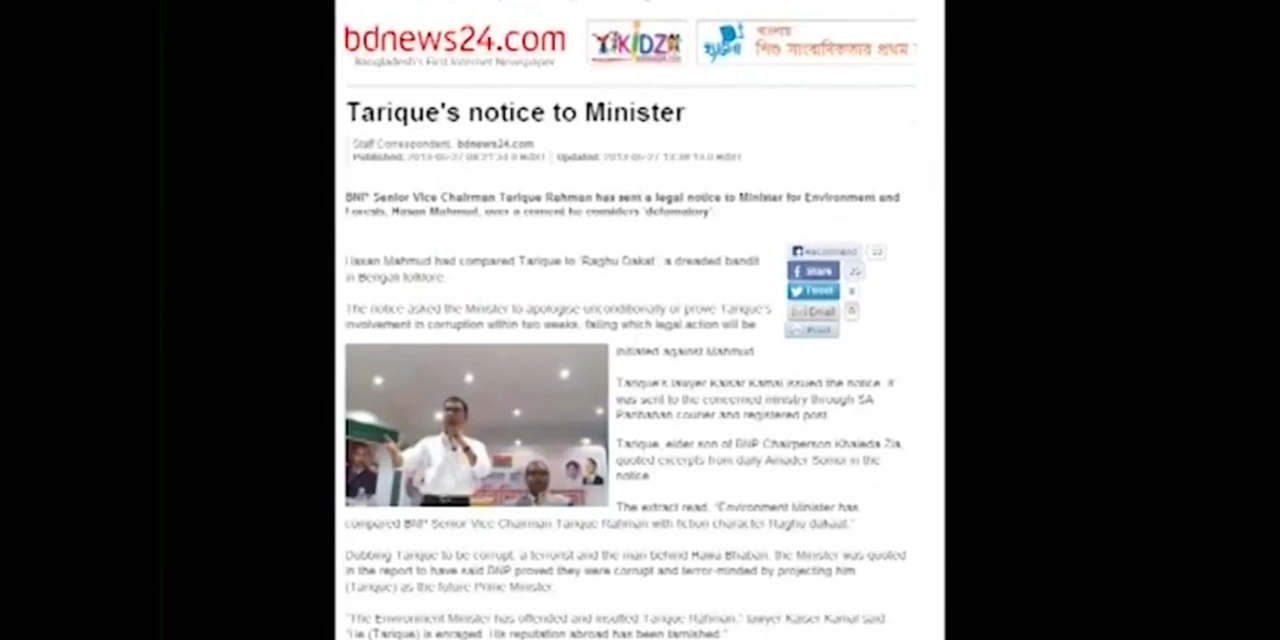 bdnews24.com
Bangladesh's First Internet Newspaper
KIDZ
বাংলায়
শিশু সাংবাদিকতার প্রথম
Tarique's notice to Minister
Staff Correspondent, bdnews24.com
Published: Updated:
BNP Senior Vice Chairman Tarique Rahman has sent a legal notice to Minister for Environment and
Forests, Hasan Mahmud, over a coment he considers 'defamatory'.
Recommend
Hasan Mahmud had compared Tarique to 'Raghu Dakat', a dreaded bandit
in Bengali folklore.
Share
Tweet
Email
Print
The notice asked the Minister to apologise unconditionally or prove Tarique's
involvement in corruption within two weeks, failing which legal action will be
initiated against Mahmud.
Tarique's lawyer Kaisar Kamal issued the notice. It
was sent to the concerned ministry through SA
Paribahan courier and registered post.
Tarique, elder son of BNP Chairperson Khaleda Zia,
quoted excerpts from daily Amader Somoi in the
notice.
The extract read, "Environment Minister has
compared BNP Senior Vice Chairman Tarique Rahman with fiction character Raghu dakaat."
Dubbing Tarique to be corrupt, a terrorist and the man behind Hawa Bhaban, the Minister was quoted
in the report to have said BNP proved they were corrupt and terror-minded by projecting him
(Tarique) as the future Prime Minister.
"The Environment Minister has offended and insulted Tarique Rahman," lawyer Kaiser Kamal said.
"He (Tarique) is enraged. His reputation abroad has been tarnished."